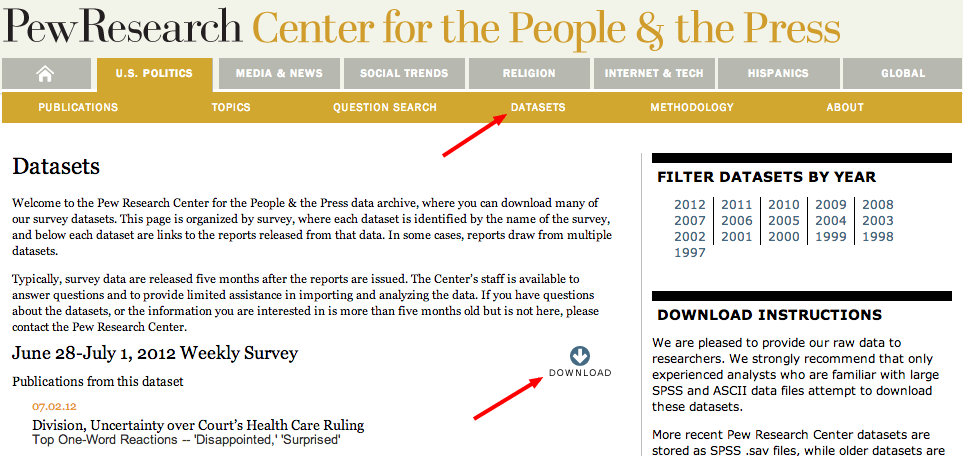 PewResearch Center for the People & the Press
U.S. POLITICS MEDIA & NEWS SOCIAL TRENDS RELIGION INTERNET & TECH HISPANICS GLOBAL
PUBLICATIONS TOPICS QUESTION SEARCH DATASETS METHODOLOGY ABOUT
Datasets
Welcome to the Pew Research Center for the People & the Press data archive, where you can download many of
our survey datasets. This page is organized by survey, where each dataset is identified by the name of the survey,
and below each dataset are links to the reports released from that data. In some cases, reports draw from multiple
datasets.
Typically, survey data are released five months after the reports are issued. The Center's staff is available to
answer questions and to provide limited assistance in importing and analyzing the data. If you have questions
about the datasets, or the information you are interested in is more than five months old but is not here, please
contact the Pew Research Center.
June 28-July 1, 2012 Weekly Survey
DOWNLOAD
Publications from this dataset
07.02.12
Division, Uncertainty over Court's Health Care Ruling
Top One-Word Reactions -- 'Disappointed,' 'Surprised'
FILTER DATASETS BY YEAR
2012 2011 2010 2009 2008
2007 2006 2005 2004 2003
2002 2001 2000 1999 1998
1997
DOWNLOAD INSTRUCTIONS
We are pleased to provide our raw data to
researchers. We strongly recommend that only
experienced analysts who are familiar with large
SPSS and ASCII data files attempt to download
these datasets.
More recent Pew Research Center datasets are
stored as SPSS .sav files, while older datasets are